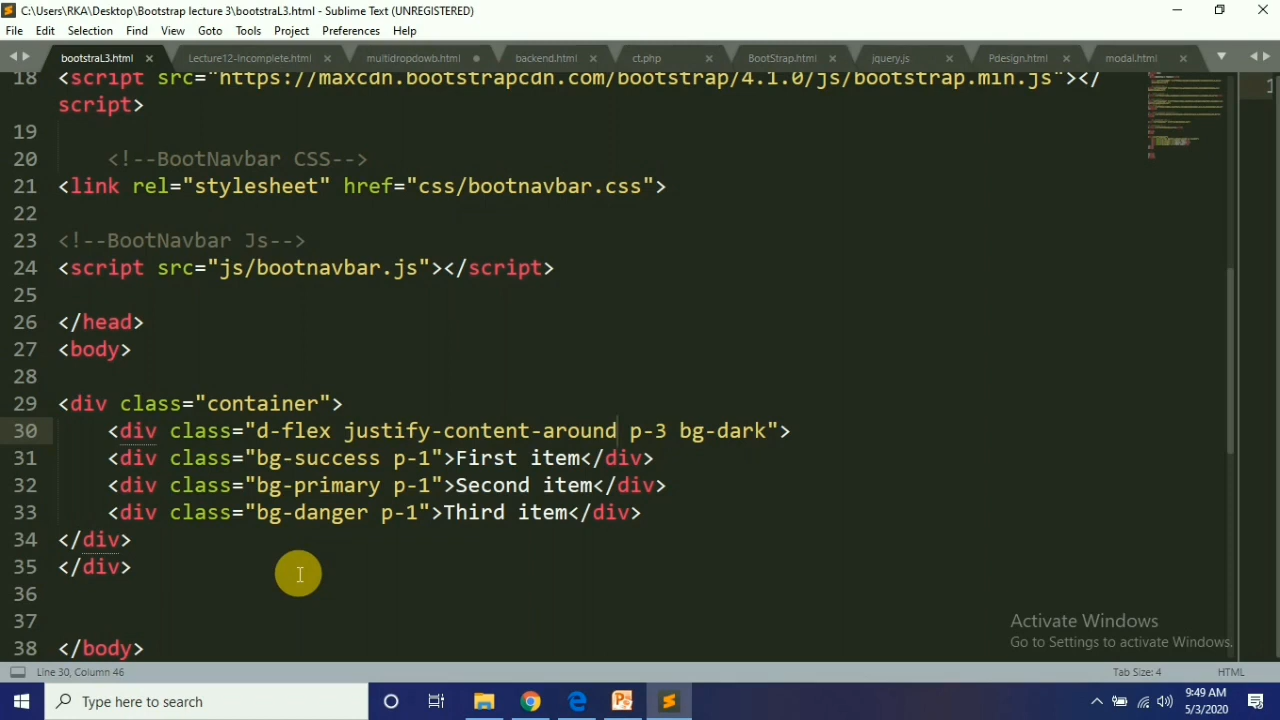 C:\Users\RKA\Desktop\Bootstrap lecture 3\bootstraL3.html - Sublime Text (UNREGISTERED)
File Edit Selection Find View Goto Tools Project Preferences Help
bootstraL3.html Lecture12-Incomplete.html multidropdowb.html backend.html ct.php BootStrap.html jquery.js Pdesign.html modal.html
18 <script src="https://maxcdn.bootstrapcdn.com/bootstrap/4.1.0/js/bootstrap.min.js"></
script>
19
20 <!--BootNavbar CSS-->
21 <link rel="stylesheet" href="css/bootnavbar.css">
22
23 <!--BootNavbar Js-->
24 <script src="js/bootnavbar.js"></script>
25
26 </head>
27 <body>
28
29 <div class="container">
30 <div class="d-flex justify-content-around p-3 bg-dark">
31 <div class="bg-success p-1">First item</div>
32 <div class="bg-primary p-1">Second item</div>
33 <div class="bg-danger p-1">Third item</div>
34 </div>
35 </div>
36
37
38 </body>
1
Activate Windows
Go to Settings to activate Windows.
Line 30, Column 46 Tab Size: 4 HTML
Type here to search
9:49 AM
5/3/2020